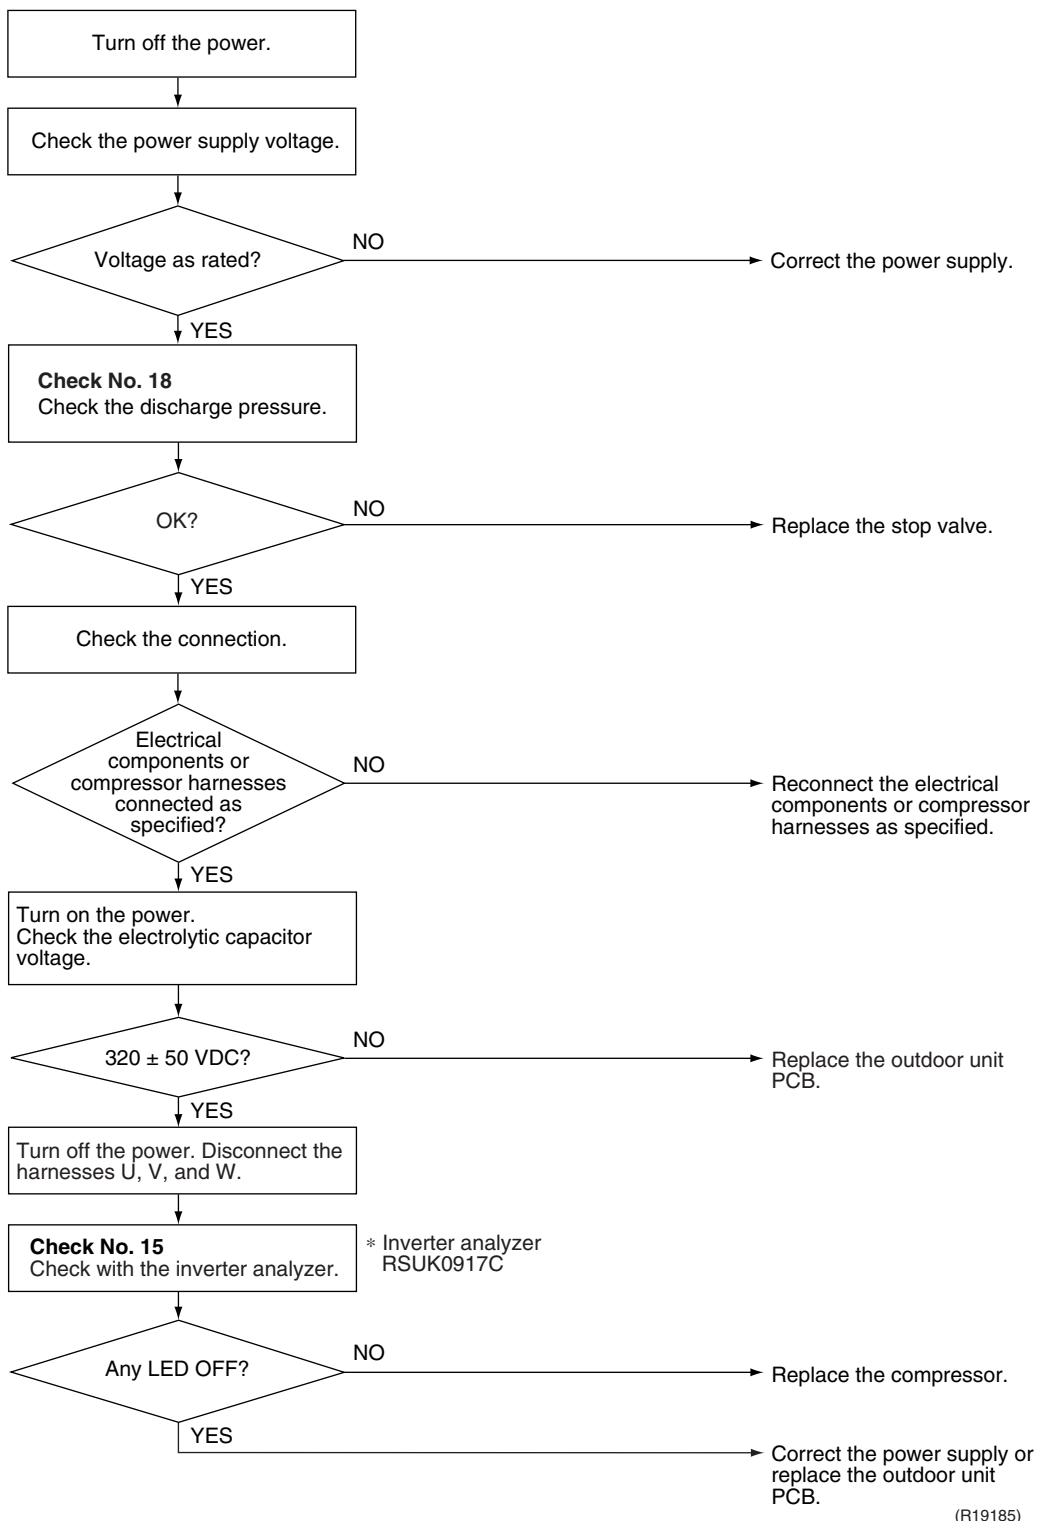 Turn off the power.
Check the power supply voltage.
Voltage as rated?
NO
Correct the power supply.
YES
Check No. 18
Check the discharge pressure.
OK?
NO
Replace the stop valve.
YES
Check the connection.
Electrical
components or
compressor harnesses
connected as
specified?
NO
Reconnect the electrical
components or compressor
harnesses as specified.
YES
Turn on the power.
Check the electrolytic capacitor
voltage.
320 ± 50 VDC?
NO
Replace the outdoor unit
PCB.
YES
Turn off the power. Disconnect the
harnesses U, V, and W.
Check No. 15
Check with the inverter analyzer.
* Inverter analyzer
RSUK0917C
Any LED OFF?
NO
Replace the compressor.
YES
Correct the power supply or
replace the outdoor unit
PCB.
(R19185)